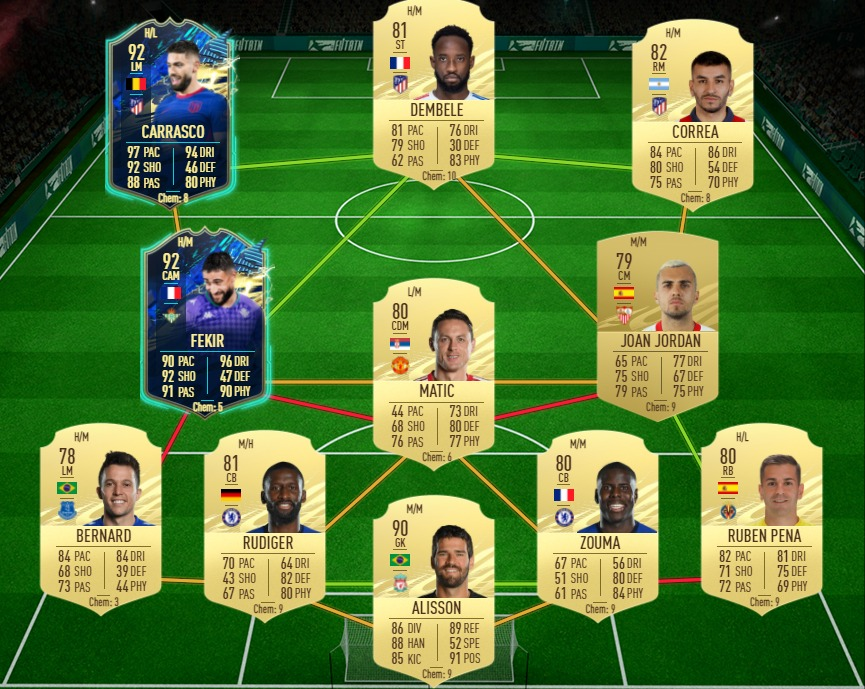 H/L
92
LM
CARRASCO
97 PAC 94 DRI
92 SHO 46 DEF
88 PAS 80 PHY
Chem: 8
H/M
81
ST
DEMBELE
81 PAC 76 DRI
79 SHO 30 DEF
62 PAS 83 PHY
Chem: 10
H/M
82
RM
CORREA
84 PAC 86 DRI
80 SHO 54 DEF
75 PAS 70 PHY
Chem: 8
H/M
92
CAM
FEKIR
90 PAC 96 DRI
92 SHO 47 DEF
91 PAS 90 PHY
Chem: 5
L/M
80
CDM
MATIC
44 PAC 73 DRI
68 SHO 80 DEF
76 PAS 77 PHY
Chem: 6
M/M
79
CM
JOAN JORDAN
65 PAC 77 DRI
75 SHO 67 DEF
79 PAS 75 PHY
Chem: 9
H/M
78
LM
BERNARD
84 PAC 84 DRI
68 SHO 39 DEF
73 PAS 44 PHY
Chem: 3
M/H
81
CB
RUDIGER
70 PAC 64 DRI
43 SHO 82 DEF
67 PAS 80 PHY
Chem: 9
M/M
90
GK
ALISSON
86 DIV 89 REF
88 HAN 52 SPE
85 KIC 91 POS
Chem: 9
M/M
80
CB
ZOUMA
67 PAC 56 DRI
51 SHO 80 DEF
61 PAS 84 PHY
Chem: 9
H/L
80
RB
RUBEN PENA
82 PAC 81 DRI
71 SHO 75 DEF
72 PAS 69 PHY
Chem: 9